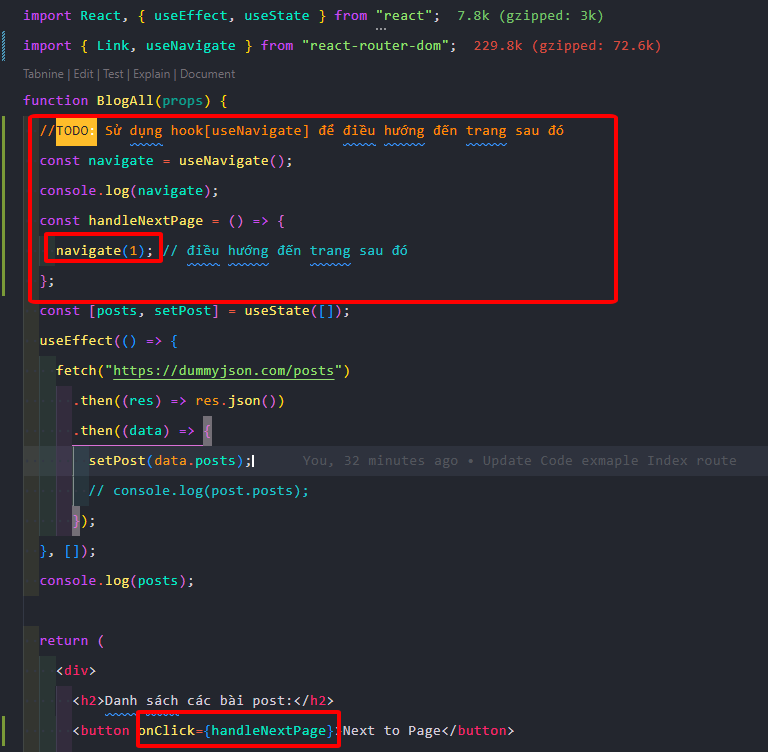 import React, { useEffect, useState } from "react"; 7.8k (gzipped: 3k)
import { Link, useNavigate } from "react-router-dom"; 229.8k (gzipped: 72.6k)
Tabnine | Edit | Test | Explain | Document
function BlogAll(props) {
//TODO: Sử dụng hook[useNavigate] để điều hướng đến trang sau đó
const navigate = useNavigate();
console.log(navigate);
const handleNextPage = () => {
navigate(1); // điều hướng đến trang sau đó
};
const [posts, setPost] = useState([]);
useEffect(() => {
fetch("https://dummyjson.com/posts")
.then((res) => res.json())
.then((data) => {
setPost(data.posts); You, 32 minutes ago • Update Code exmaple Index route
// console.log(post.posts);
});
}, []);
console.log(posts);
return (
<div>
<h2>Danh sách các bài post:</h2>
<button onClick={handleNextPage}>Next to Page</button>